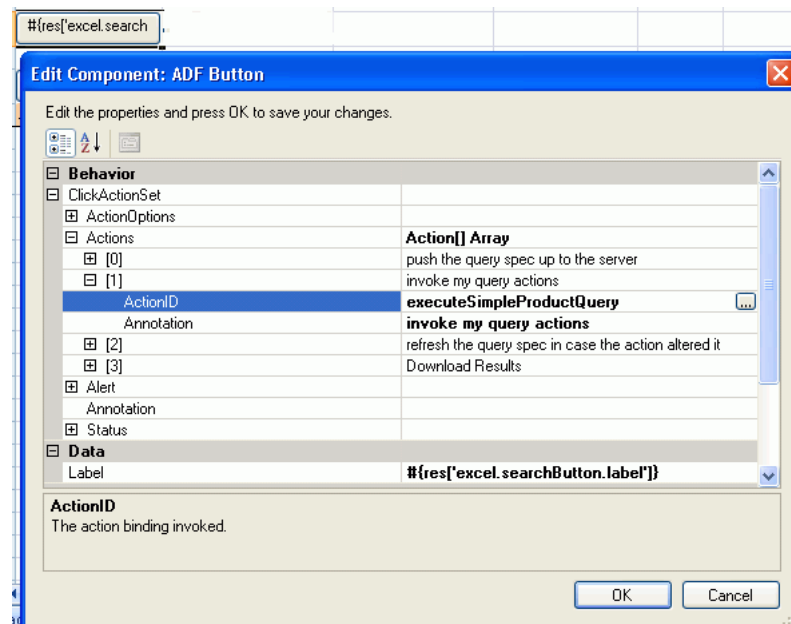 #{res['excel.search
Edit Component: ADF Button
Edit the properties and press OK to save your changes.
Behavior
ClickActionSet
ActionOptions
Actions Action[] Array
[0] push the query spec up to the server
[1] invoke my query actions
ActionID executeSimpleProductQuery ...
Annotation invoke my query actions
[2] refresh the query spec in case the action altered it
[3] Download Results
Alert
Annotation
Status
Data
Label #{res['excel.searchButton.label']}
ActionID
The action binding invoked.
OK Cancel